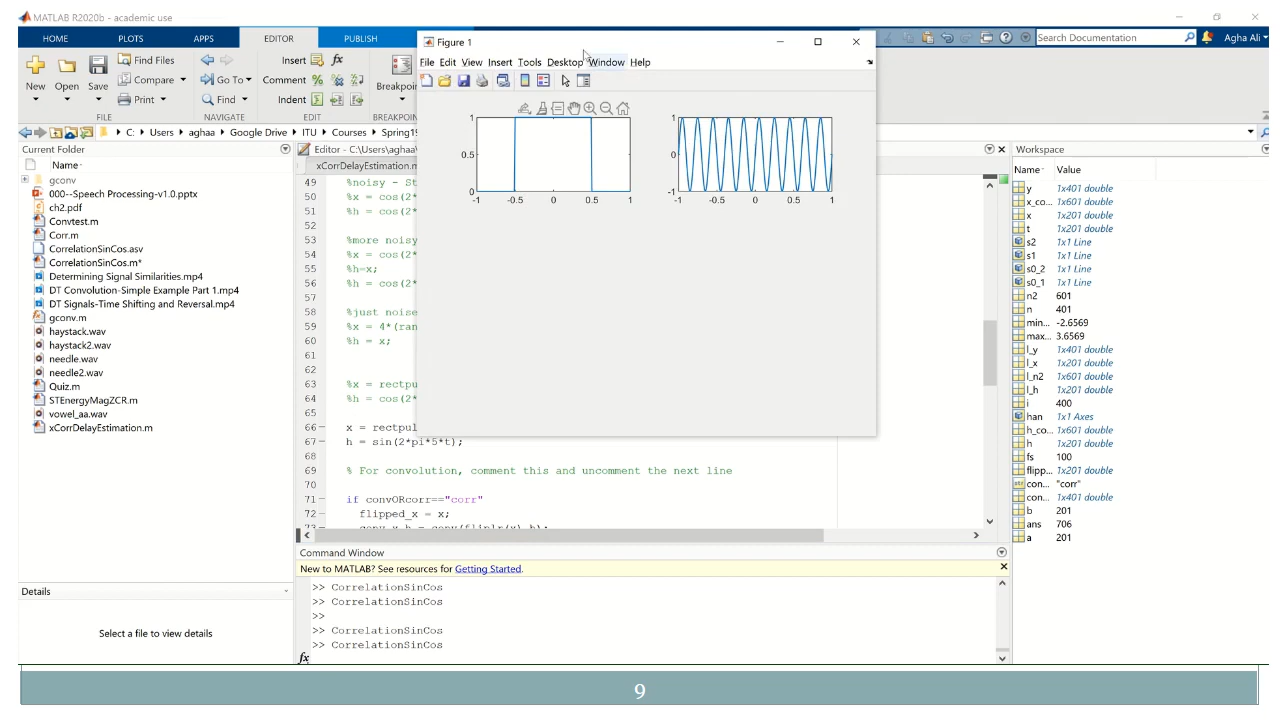 MATLAB R2020b - academic use
HOME PLOTS APPS EDITOR PUBLISH
Search Documentation
Agha Ali
New Open Save
Find Files
Compare
Print
FILE
Go To
Find
NAVIGATE
Insert fx
Comment
Indent
EDIT
Breakpoin
BREAKPOIN
Figure 1
File Edit View Insert Tools Desktop Window Help
1
0.5
0
-1 -0.5 0 0.5 1
1
0
-1
-1 -0.5 0 0.5 1
C: Users aghaa Google Drive ITU Courses Spring19
Current Folder
Name
gconv
000--Speech Processing-v1.0.pptx
ch2.pdf
Convtest.m
Corr.m
CorrelationSinCos.asv
CorrelationSinCos.m*
Determining Signal Similarities.mp4
DT Convolution-Simple Example Part 1.mp4
DT Signals-Time Shifting and Reversal.mp4
gconv.m
haystack.wav
haystack2.wav
needle.wav
needle2.wav
Quiz.m
STEnergyMagZCR.m
vowel_aa.wav
xCorrDelayEstimation.m
Details
Select a file to view details
Editor - C:\Users\aghaa\
xCorrDelayEstimation.m
49 %noisy - St
50 %x = cos(2*
51 %h = cos(2*
52
53 %more noisy
54 %x = cos(2*
55 %h=x;
56 %h = cos(2*
57
58 %just noise
59 %x = 4*(ran
60 %h = x;
61
62
63 %x = rectpu
64 %h = cos(2*
65
66 x = rectpul
67 h = sin(2*pi*5*t);
68
69 % For convolution, comment this and uncomment the next line
70
71 if convORcorr=="corr"
72 flipped_x = x;
73 conv_x_h = conv(fliplr(x),h);
Command Window
New to MATLAB? See resources for Getting Started.
>> CorrelationSinCos
>> CorrelationSinCos
>>
>> CorrelationSinCos
>> CorrelationSinCos
fx
Workspace
Name Value
y 1x401 double
x_co... 1x601 double
x 1x201 double
t 1x201 double
s2 1x1 Line
s1 1x1 Line
s0_2 1x1 Line
s0_1 1x1 Line
n2 601
n 401
min... -2.6569
max... 3.6569
l_y 1x401 double
l_x 1x201 double
l_n2 1x601 double
l_h 1x201 double
i 400
han 1x1 Axes
h_co... 1x601 double
h 1x201 double
fs 100
flipp... 1x201 double
con... "corr"
con... 1x401 double
b 201
ans 706
a 201
9